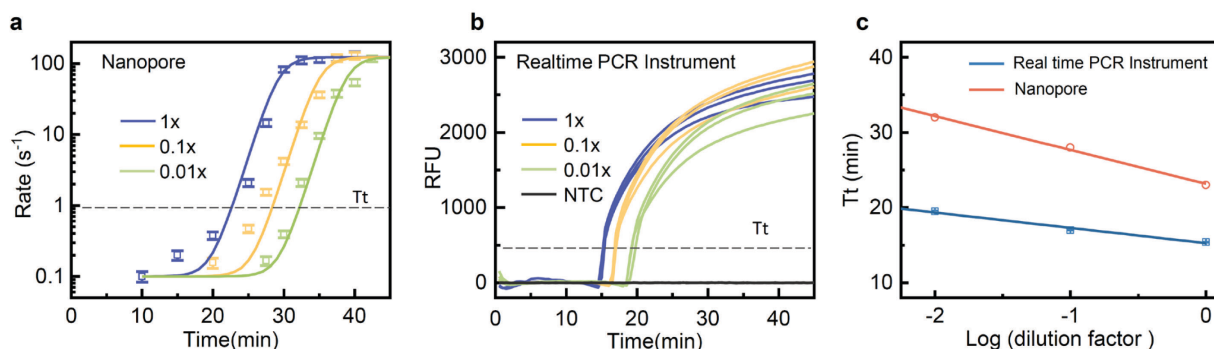 a
Nanopore
1x
0.1x
0.01x
Tt
Rate (s⁻¹)
100
10
1
0.1
0 10 20 30 40
Time(min)
b
Realtime PCR Instrument
1x
0.1x
0.01x
NTC
Tt
RFU
3000
2000
1000
0
0 10 20 30 40
Time(min)
c
Real time PCR Instrument
Nanopore
Tt (min)
40
30
20
10
-2 -1 0
Log (dilution factor )